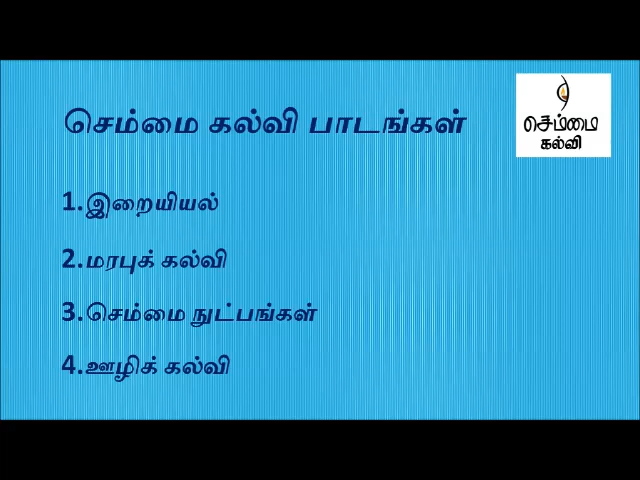 செம்மை கல்வி பாடங்கள்
செம்மை
கல்வி
1.இறையியல்
2.மரபுக் கல்வி
3.செம்மை நுட்பங்கள்
4.ஊழிக் கல்வி